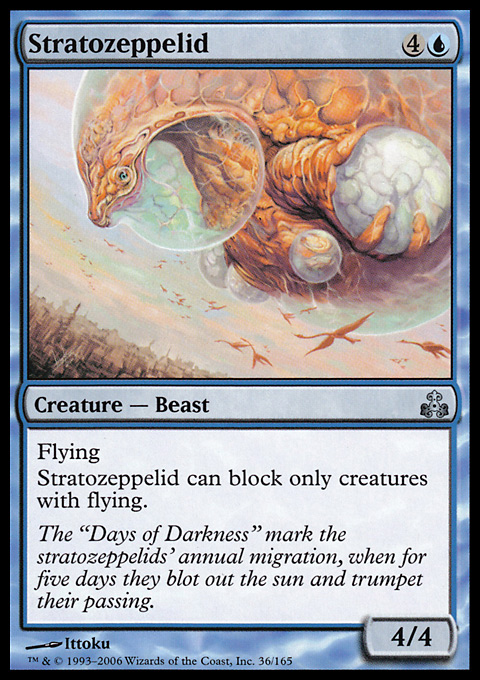 Stratozeppelid 4
Creature — Beast
Flying
Stratozeppelid can block only creatures
with flying.
The “Days of Darkness” mark the
stratozeppelids’ annual migration, when for
five days they blot out the sun and trumpet
their passing.
Ittoku
4/4
™ & © 1993–2006 Wizards of the Coast, Inc. 36/165